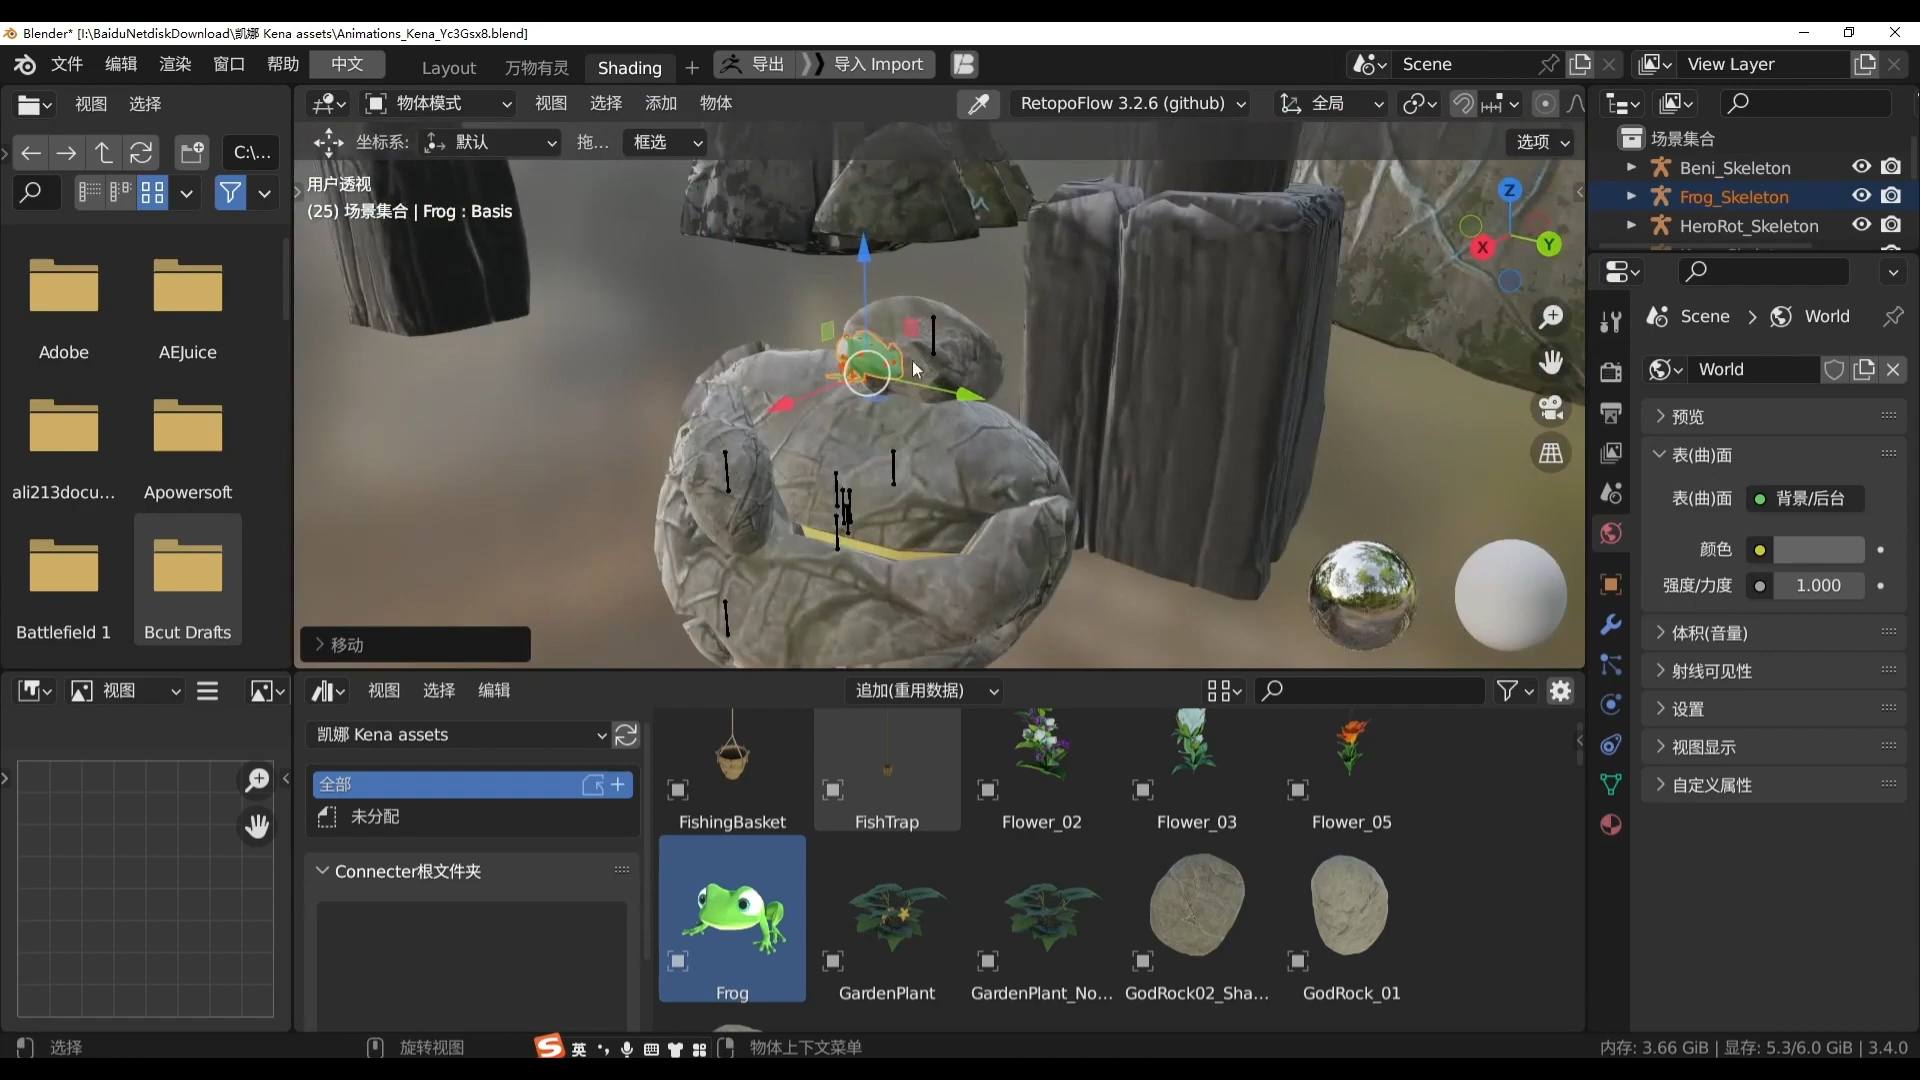 Blender* [I:\BaiduNetdiskDownload\凯娜 Kena assets\Animations_Kena_Yc3Gsx8.blend]
文件 编辑 渲染 窗口 帮助 中文 Layout 万物有灵 Shading + 导出 导入 Import Scene View Layer
视图 选择
物体模式 视图 选择 添加 物体 RetopoFlow 3.2.6 (github) 全局
C:\...
坐标系: 默认 拖... 框选 选项
用户透视
(25) 场景集合 | Frog : Basis
Z
Y
X
场景集合
Beni_Skeleton
Frog_Skeleton
HeroRot_Skeleton
Adobe
AEJuice
ali213docu...
Apowersoft
Battlefield 1
Bcut Drafts
移动
Scene > World
World
预览
表(曲)面
表(曲)面 背景/后台
颜色
强度/力度 1.000
体积(音量)
射线可见性
设置
视图显示
自定义属性
视图
视图 选择 编辑 追加(重用数据)
凯娜 Kena assets
全部
未分配
Connecter根文件夹
FishingBasket
FishTrap
Flower_02
Flower_03
Flower_05
Frog
GardenPlant
GardenPlant_No...
GodRock02_Sha...
GodRock_01
选择 旋转视图 英 物体上下文菜单 内存: 3.66 GiB | 显存: 5.3/6.0 GiB | 3.4.0